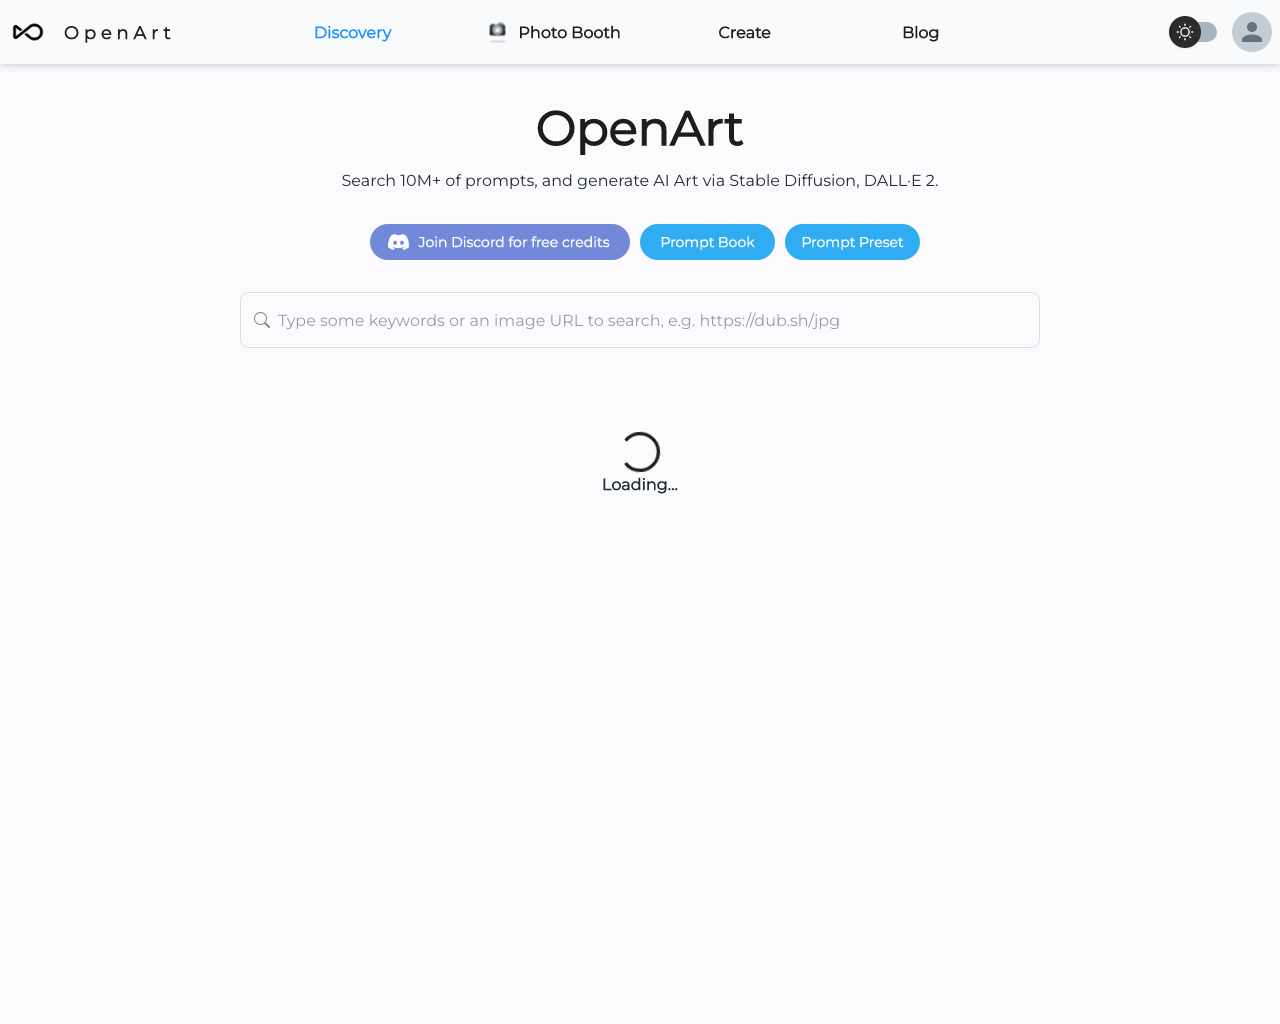 OpenArt
Discovery
Photo Booth
Create
Blog
OpenArt
Search 10M+ of prompts, and generate AI Art via Stable Diffusion, DALL·E 2.
Join Discord for free credits
Prompt Book
Prompt Preset
Type some keywords or an image URL to search, e.g. https://dub.sh/jpg
Loading...